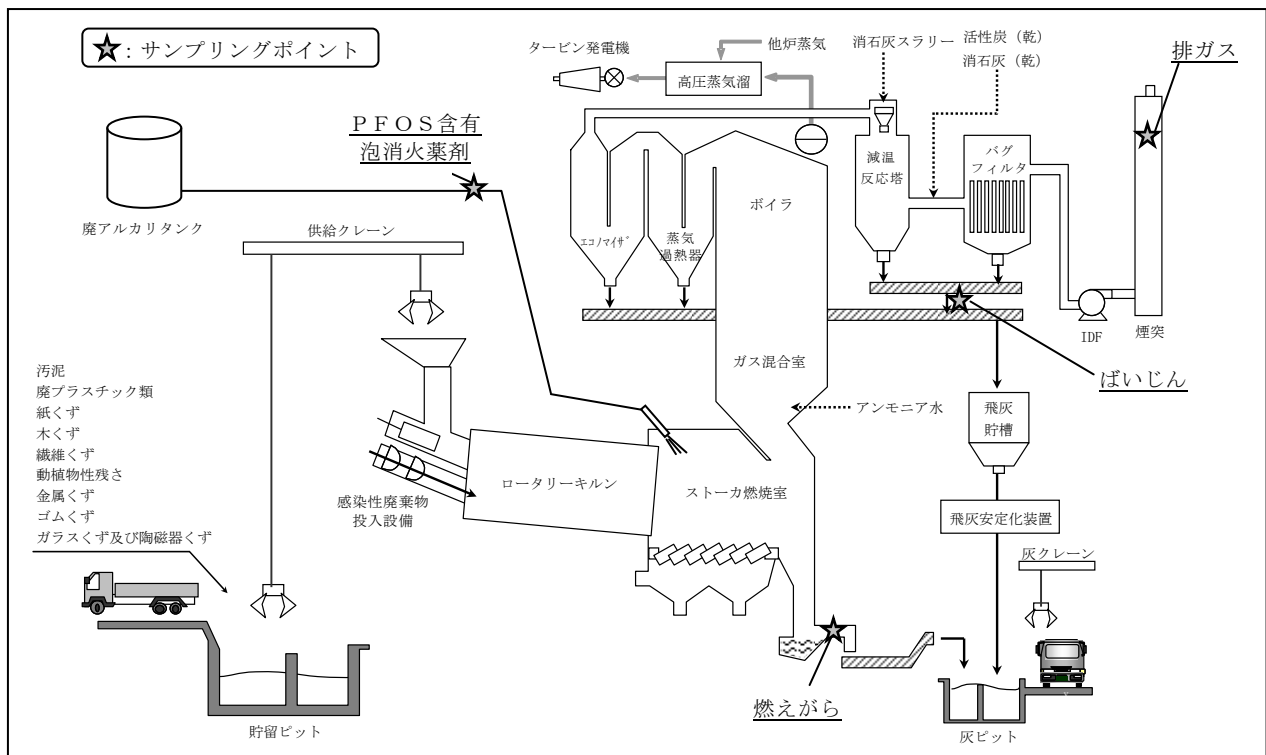 ★：サンプリングポイント
ＰＦＯＳ含有
泡消火薬剤
廃アルカリタンク
供給クレーン
タービン発電機
他炉蒸気
高圧蒸気溜
消石灰スラリー
活性炭（乾）
消石灰（乾）
排ガス
減温
反応塔
バグ
フィルタ
ボイラ
エコノマイザﾞ
蒸気
過熱器
IDF
煙突
ばいじん
ガス混合室
アンモニア水
飛灰
貯槽
汚泥
廃プラスチック類
紙くず
木くず
繊維くず
動植物性残さ
金属くず
ゴムくず
ガラスくず及び陶磁器くず
感染性廃棄物
投入設備
ロータリーキルン
ストーカ燃焼室
飛灰安定化装置
灰クレーン
燃えがら
貯留ピット
灰ピット